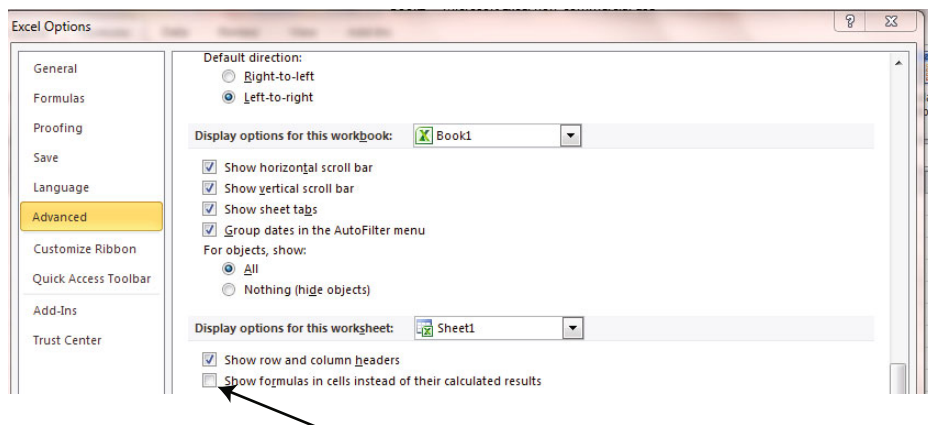 Excel Options
General
Formulas
Proofing
Save
Language
Advanced
Customize Ribbon
Quick Access Toolbar
Add-Ins
Trust Center
Default direction:
Right-to-left
Left-to-right
Display options for this workbook: Book1
Show horizontal scroll bar
Show vertical scroll bar
Show sheet tabs
Group dates in the AutoFilter menu
For objects, show:
All
Nothing (hide objects)
Display options for this worksheet: Sheet1
Show row and column headers
Show formulas in cells instead of their calculated results